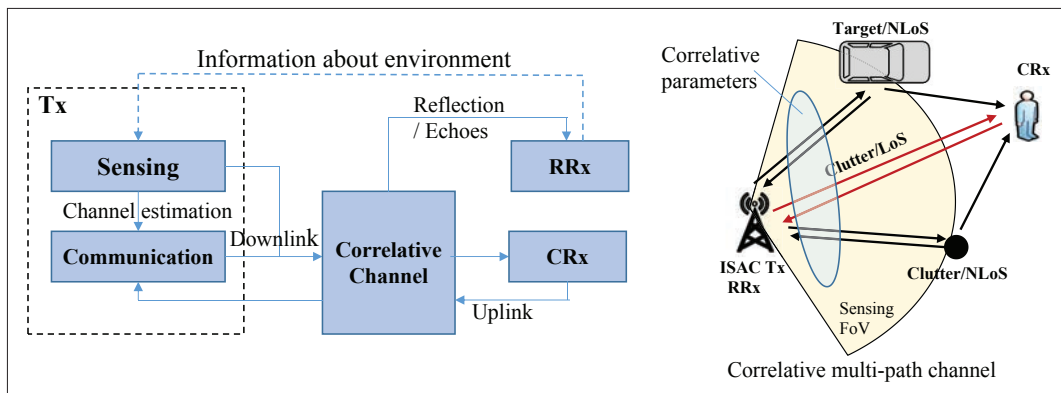 Information about environment
Tx
Reflection
/ Echoes
Sensing
RRx
Channel estimation
Downlink
Communication
Correlative
Channel
CRx
Uplink
Target/NLoS
Correlative
parameters
CRx
Clutter/LoS
ISAC Tx
RRx
Clutter/NLoS
Sensing
FoV
Correlative multi-path channel